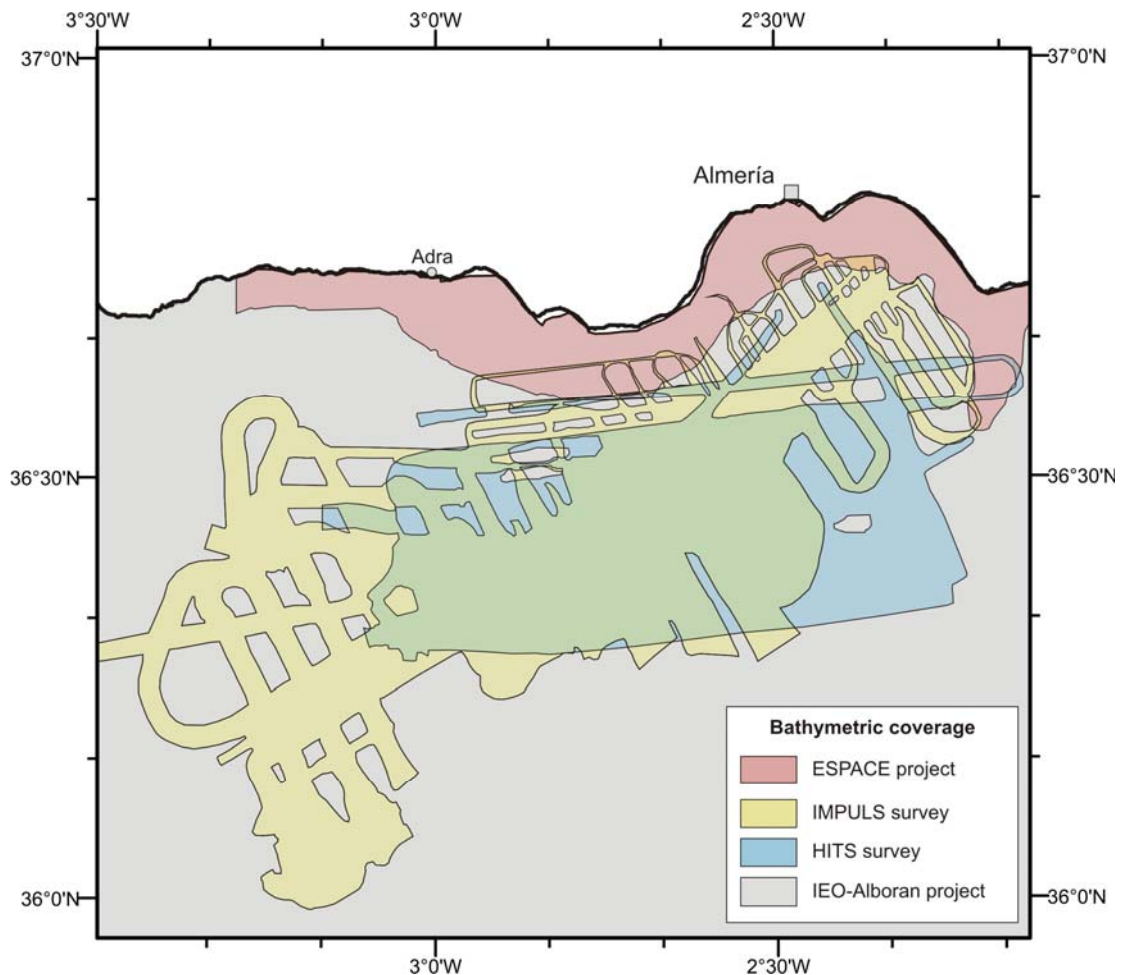 3°30'W 3°0'W 2°30'W
37°0'N 37°0'N
Almería
Adra
36°30'N 36°30'N
Bathymetric coverage
ESPACE project
IMPULS survey
HITS survey
IEO-Alboran project
36°0'N 36°0'N
3°0'W 2°30'W